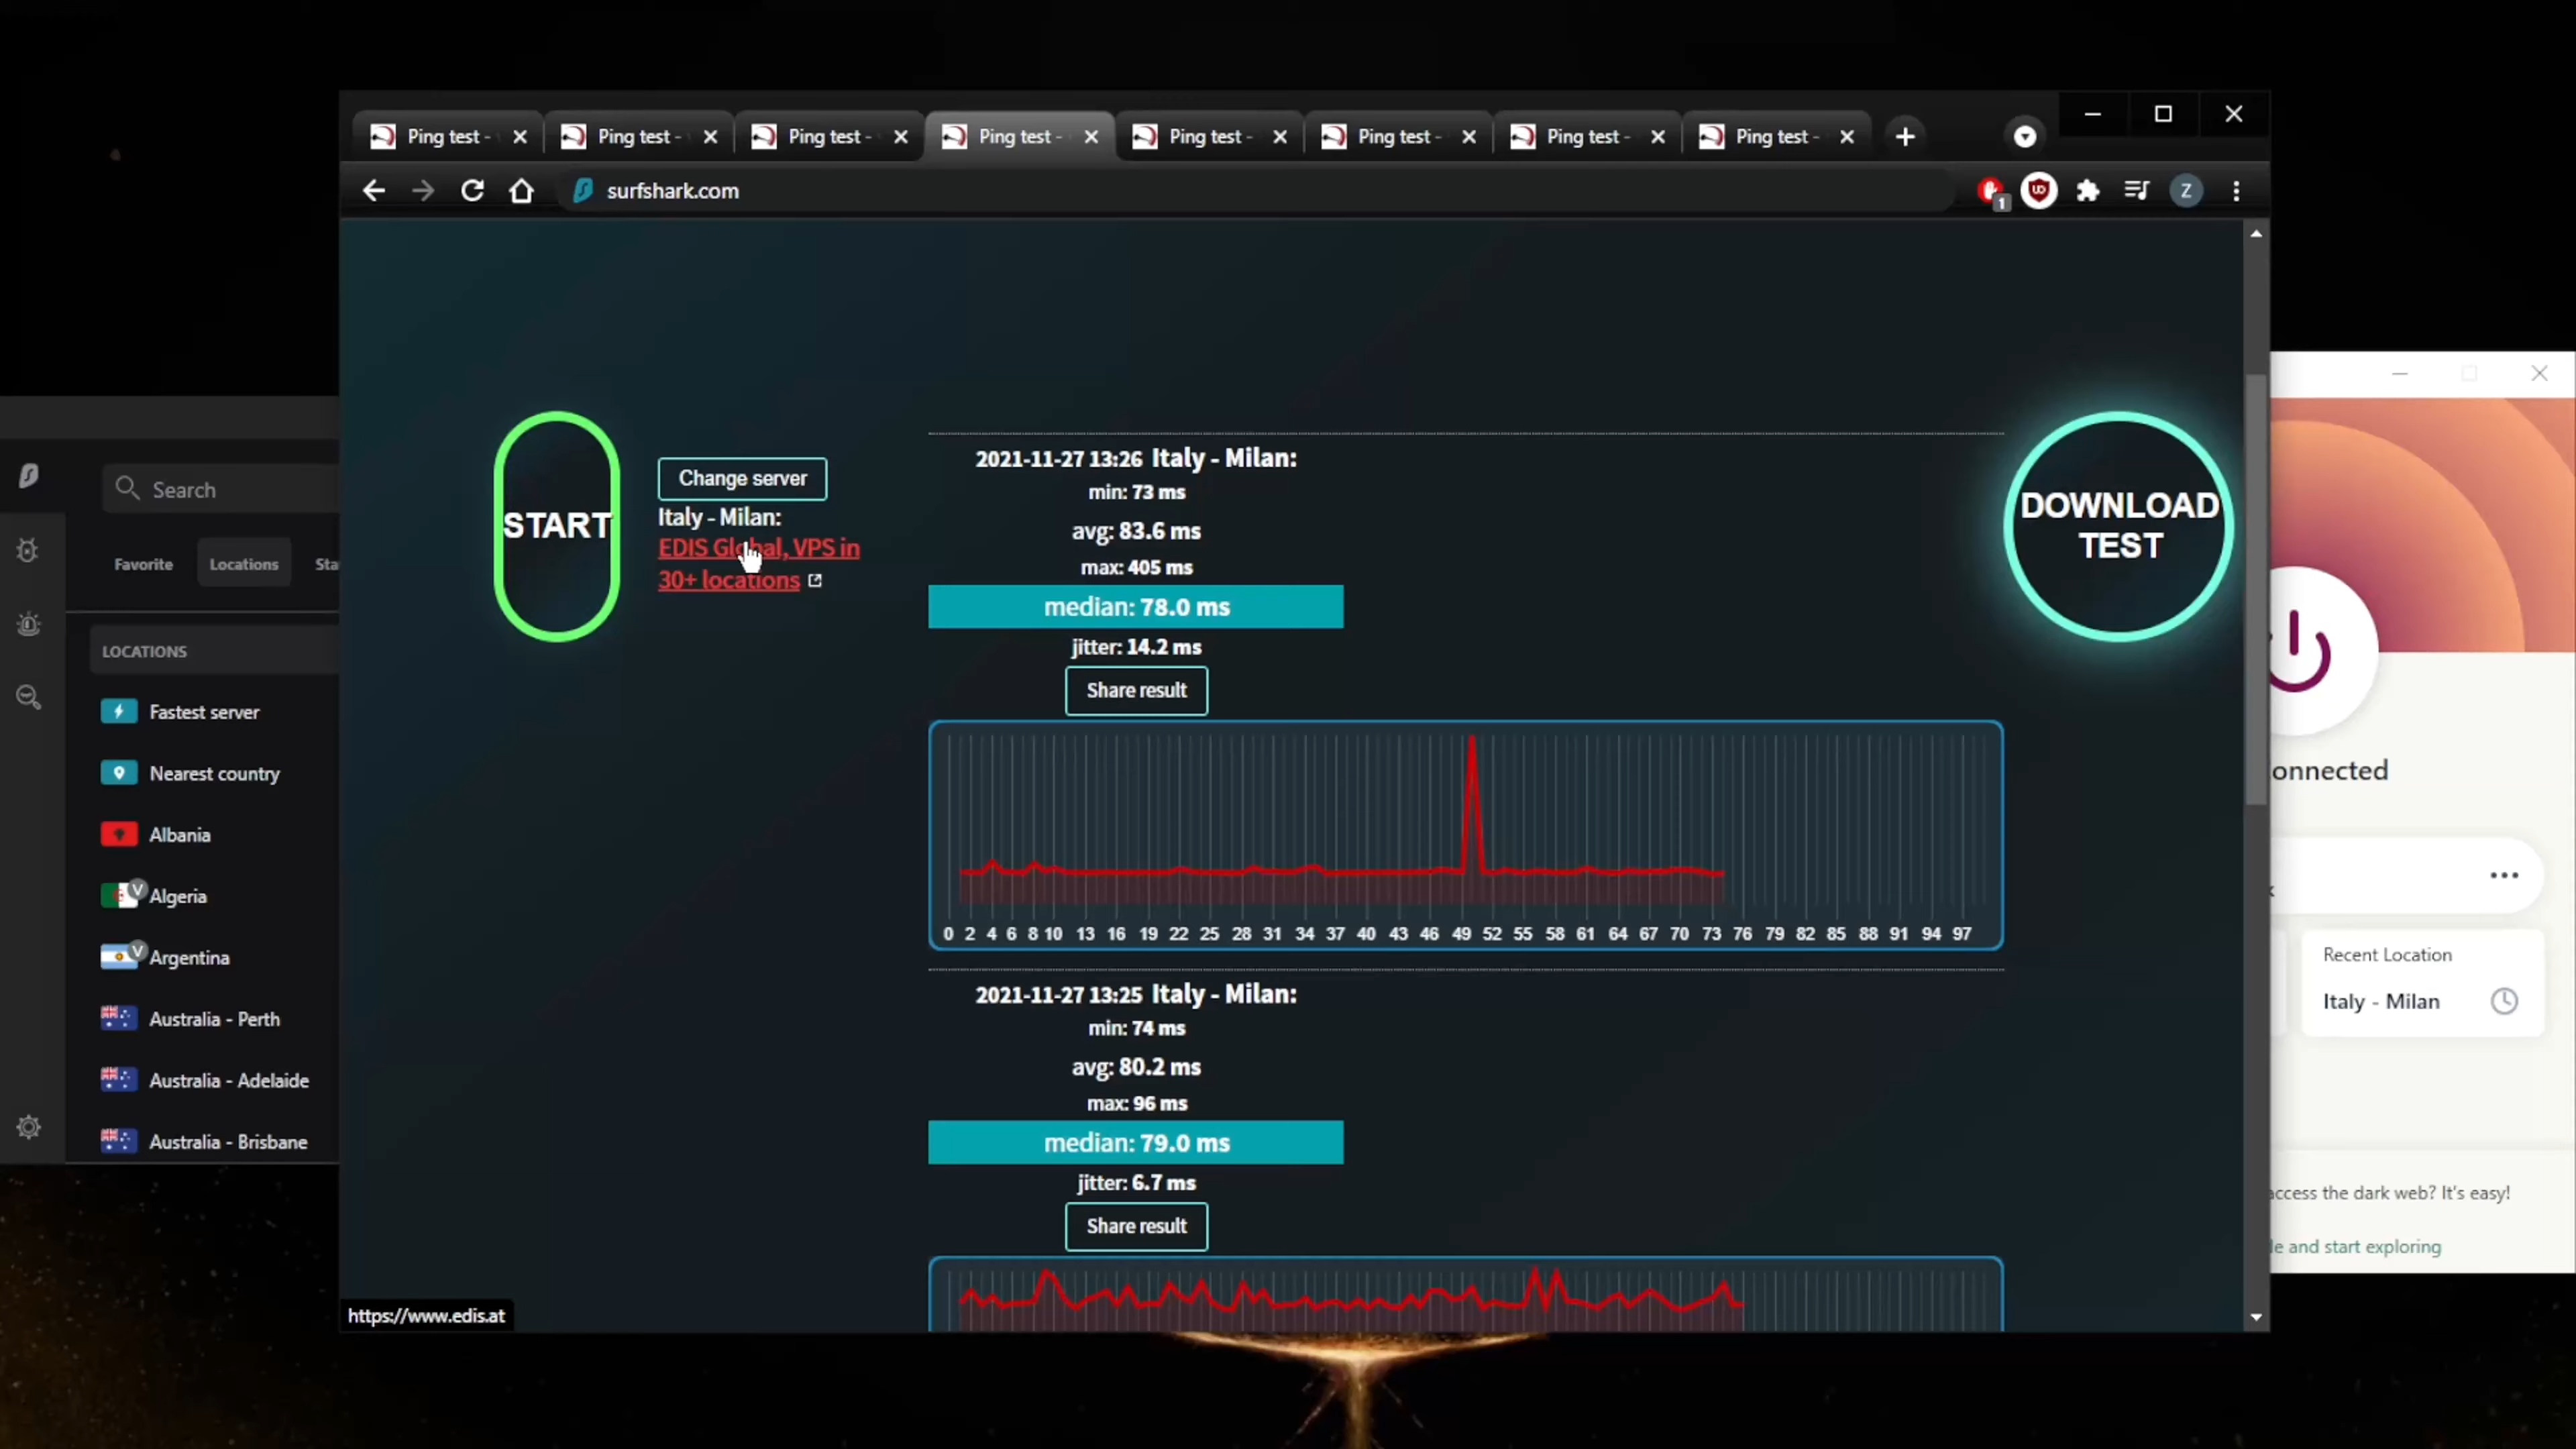 Ping test -
Ping test -
Ping test -
Ping test -
Ping test -
Ping test -
Ping test -
Ping test -
surfshark.com
1
Z
Search
Favorite
Locations
Sta
LOCATIONS
Fastest server
Nearest country
Albania
V
Algeria
V
Argentina
Australia - Perth
Australia - Adelaide
Australia - Brisbane
START
Change server
Italy - Milan:
EDIS Global, VPS in
30+ locations
2021-11-27 13:26 Italy - Milan:
min: 73 ms
avg: 83.6 ms
max: 405 ms
median: 78.0 ms
jitter: 14.2 ms
Share result
0 2 4 6 8 10 13 16 19 22 25 28 31 34 37 40 43 46 49 52 55 58 61 64 67 70 73 76 79 82 85 88 91 94 97
2021-11-27 13:25 Italy - Milan:
min: 74 ms
avg: 80.2 ms
max: 96 ms
median: 79.0 ms
jitter: 6.7 ms
Share result
DOWNLOAD
TEST
https://www.edis.at
onnected
Recent Location
Italy - Milan
access the dark web? It's easy!
le and start exploring